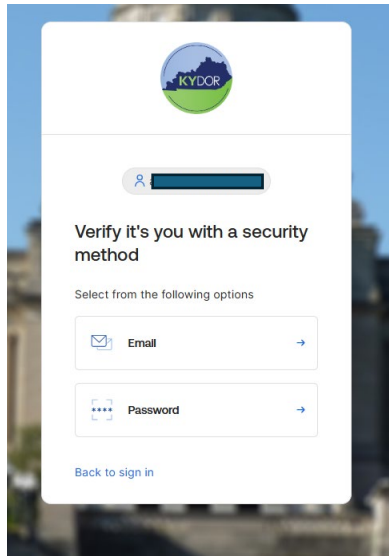 KYDOR
Verify it's you with a security
method
Select from the following options
Email
****
Password
Back to sign in